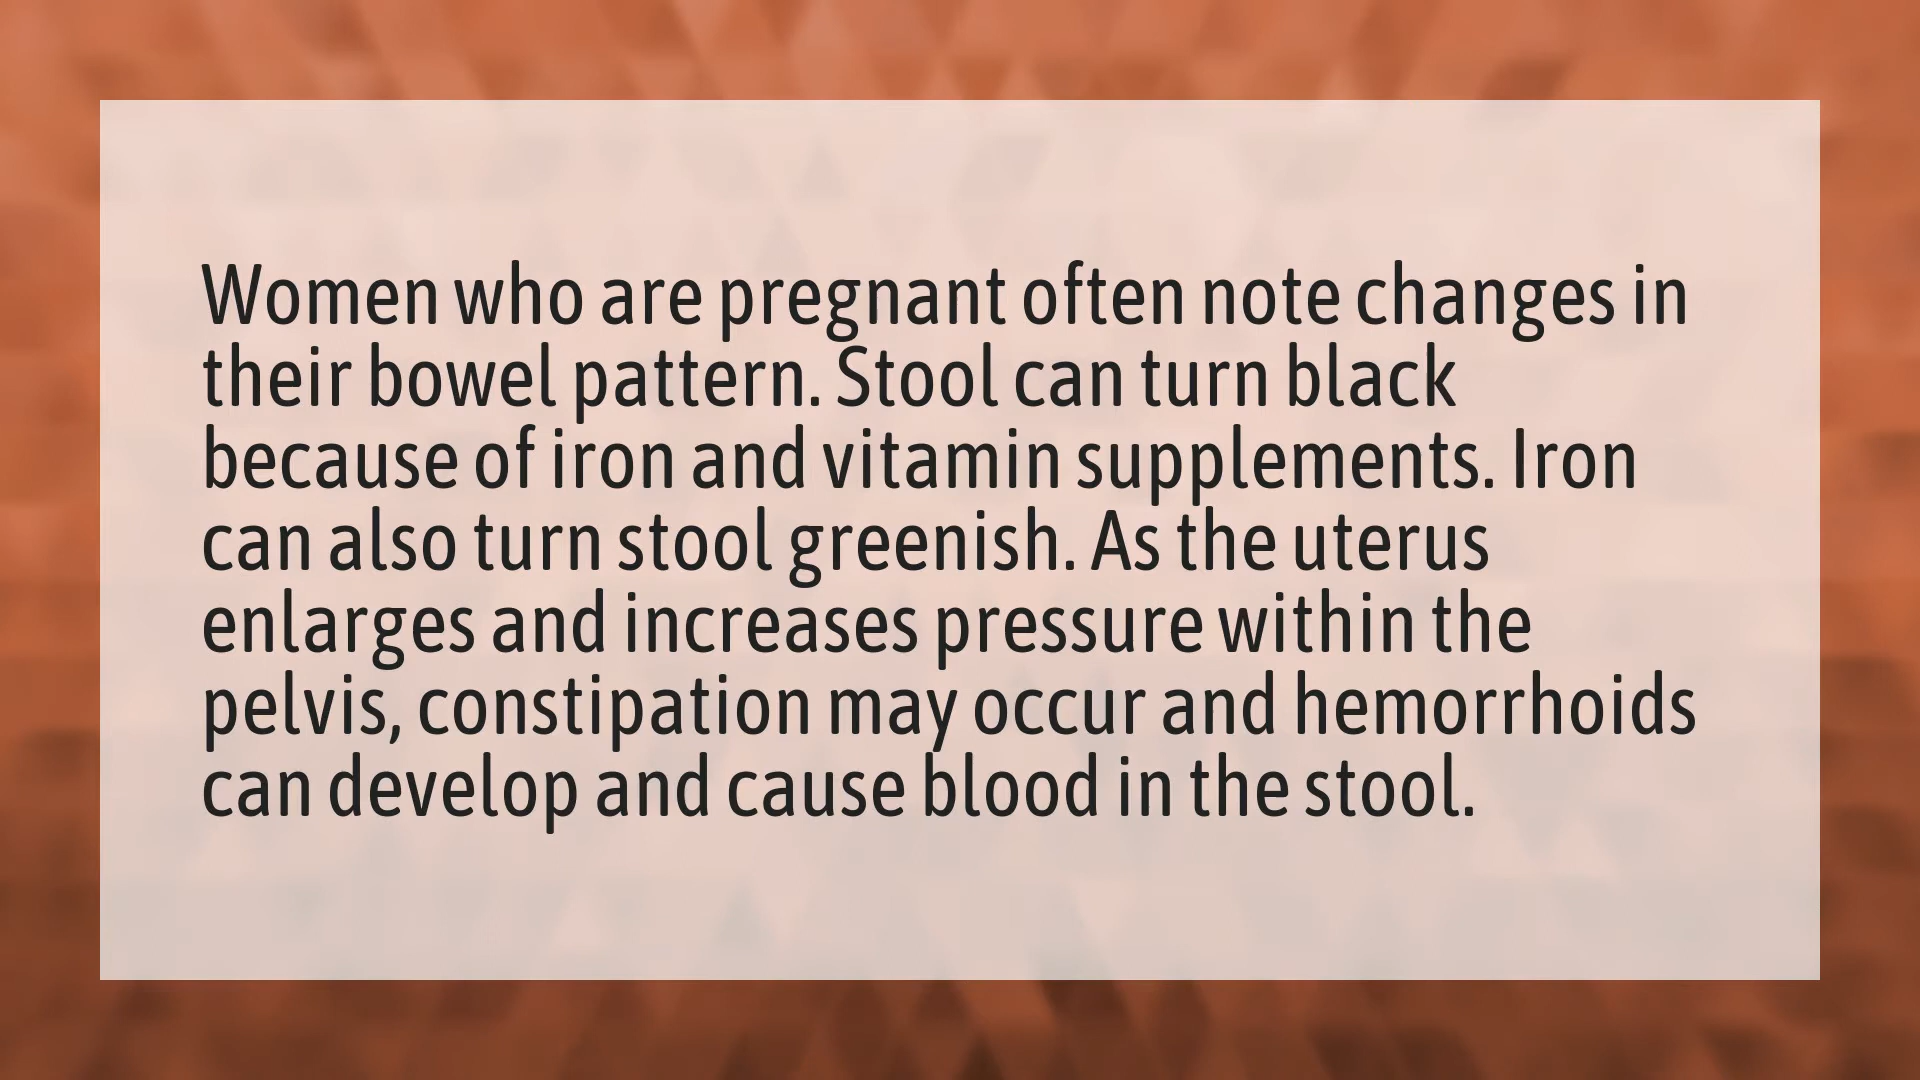 Women who are pregnant often note changes in
their bowel pattern. Stool can turn black
because of iron and vitamin supplements. Iron
can also turn stool greenish. As the uterus
enlarges and increases pressure within the
pelvis, constipation may occur and hemorrhoids
can develop and cause blood in the stool.